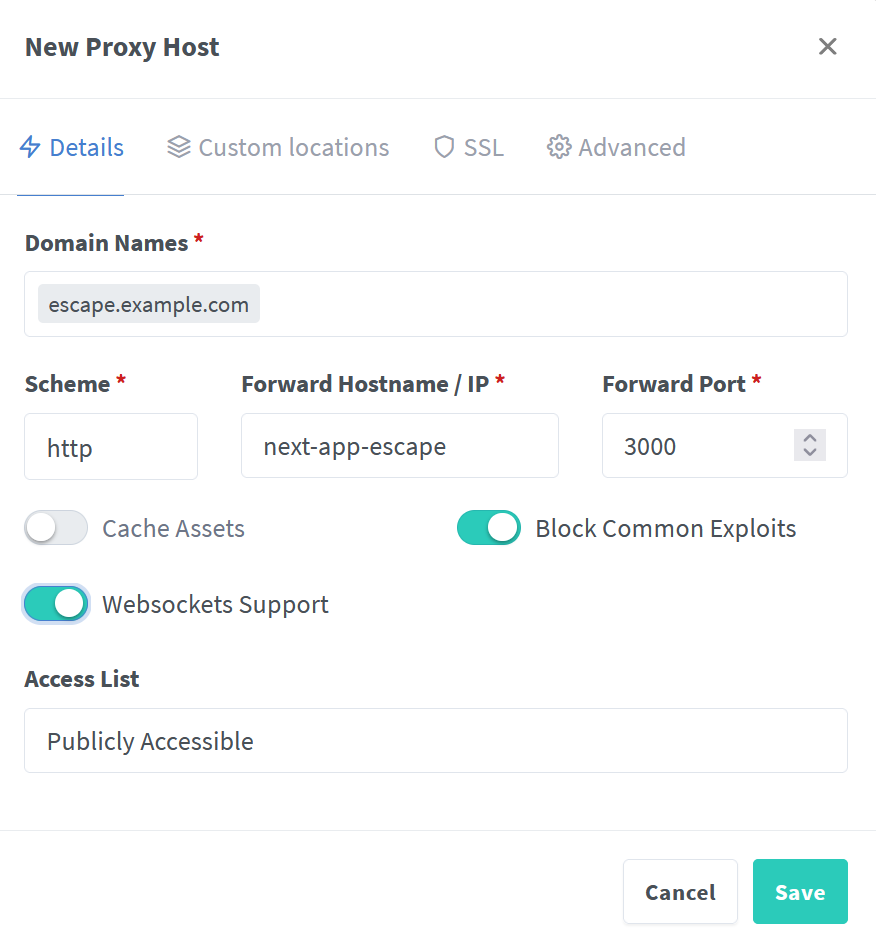 New Proxy Host
Details Custom locations SSL Advanced
Domain Names *
escape.example.com
Scheme * Forward Hostname / IP * Forward Port *
http next-app-escape 3000
Cache Assets Block Common Exploits
Websockets Support
Access List
Publicly Accessible
Cancel Save